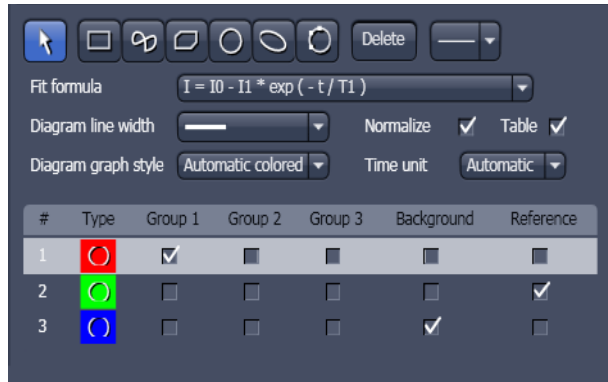 Delete
Fit formula I = I0 - I1 * exp ( - t / T1 )
Diagram line width Normalize Table
Diagram graph style Automatic colored Time unit Automatic
# Type Group 1 Group 2 Group 3 Background Reference
1
2
3